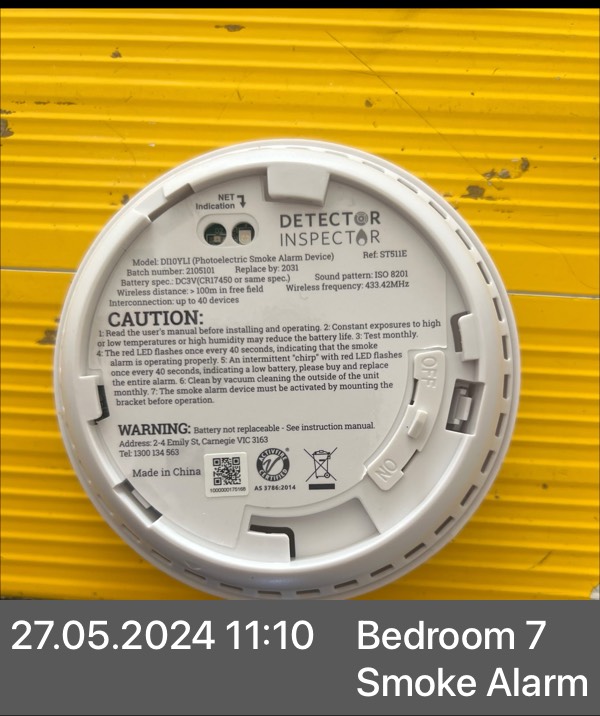 NET
Indication
DETECTOR
INSPECTOR
Model: DI10YLI (Photoelectric Smoke Alarm Device) Ref: ST511E
Batch number: 2105101 Replace by: 2031
Battery spec.: DC3V(CR17450 or same spec.) Sound pattern: ISO 8201
Wireless distance: > 100m in free field Wireless frequency: 433.42MHz
Interconnection: up to 40 devices
CAUTION:
1: Read the user's manual before installing and operating. 2: Constant exposures to high
or low temperatures or high humidity may reduce the battery life. 3: Test monthly.
4: The red LED flashes once every 40 seconds, indicating that the smoke
alarm is operating properly. 5: An intermittent "chirp" with red LED flashes
once every 40 seconds, indicating a low battery, please buy and replace
the entire alarm. 6: Clean by vacuum cleaning the outside of the unit
monthly. 7: The smoke alarm device must be activated by mounting the
bracket before operation.
OFF
ON
WARNING: Battery not replaceable - See instruction manual.
Address: 2-4 Emily St, Carnegie VIC 3163
Tel: 1300 134 563
Made in China
ACTIVFIRE
CERTIFIED
AS 3786:2014
27.05.2024 11:10
Bedroom 7
Smoke Alarm